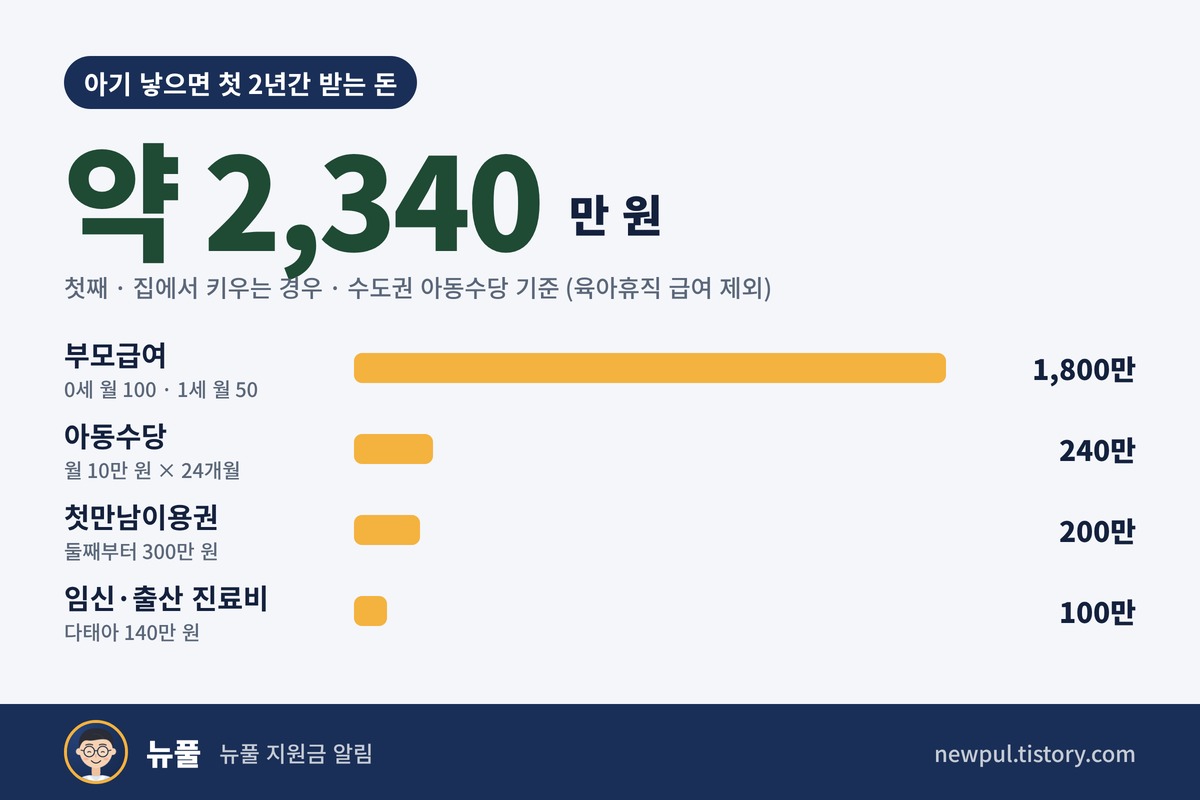 아기 낳으면 첫 2년간 받는 돈
약 2,340 만 원
첫째 · 집에서 키우는 경우 · 수도권 아동수당 기준 (육아휴직 급여 제외)
부모급여
0세 월 100 · 1세 월 50
1,800만
아동수당
월 10만 원 × 24개월
240만
첫만남이용권
둘째부터 300만 원
200만
임신·출산 진료비
다태아 140만 원
100만
뉴풀 뉴풀 지원금 알림
newpul.tistory.com